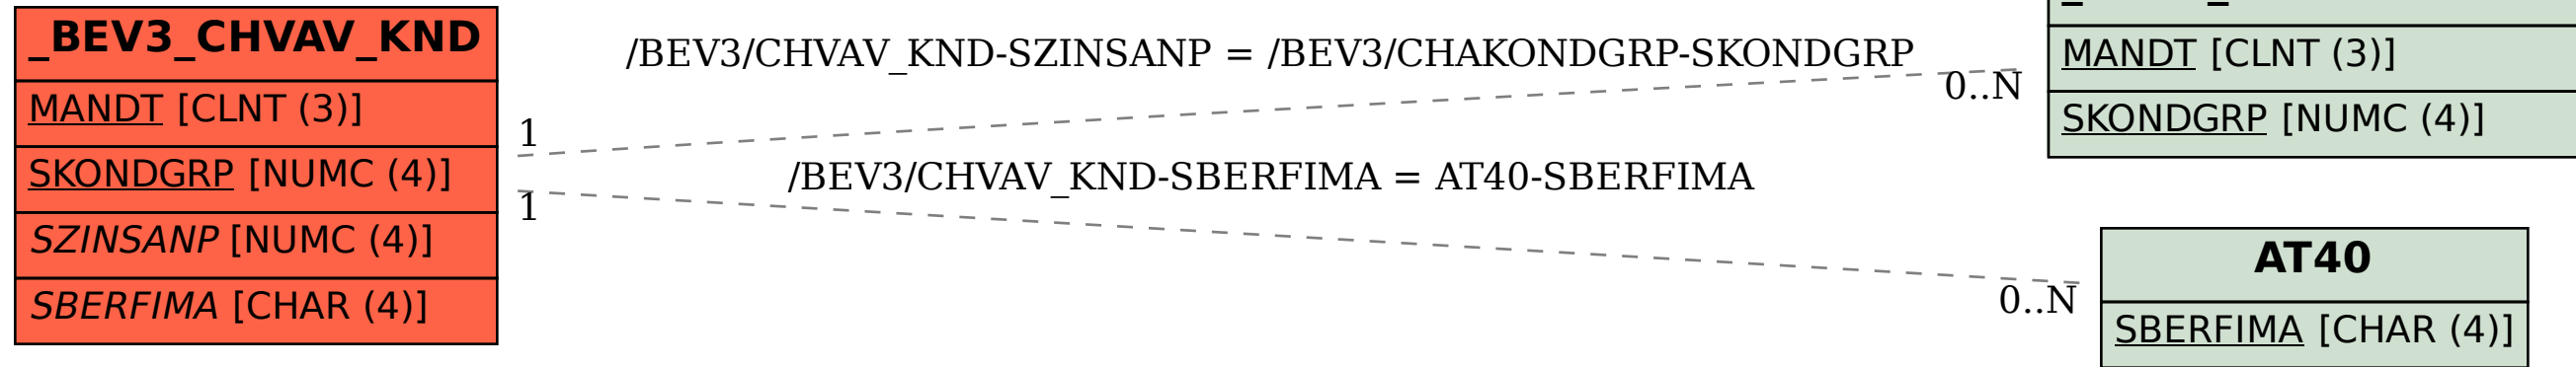 _BEV3_CHVAV_KND
MANDT [CLNT (3)]
SKONDGRP [NUMC (4)]
SZINSANP [NUMC (4)]
SBERFIMA [CHAR (4)]
/BEV3/CHVAV_KND-SZINSANP = /BEV3/CHAKONDGRP-SKONDGRP
1
0..N
/BEV3/CHVAV_KND-SBERFIMA = AT40-SBERFIMA
1
0..N
MANDT [CLNT (3)]
SKONDGRP [NUMC (4)]
AT40
SBERFIMA [CHAR (4)]